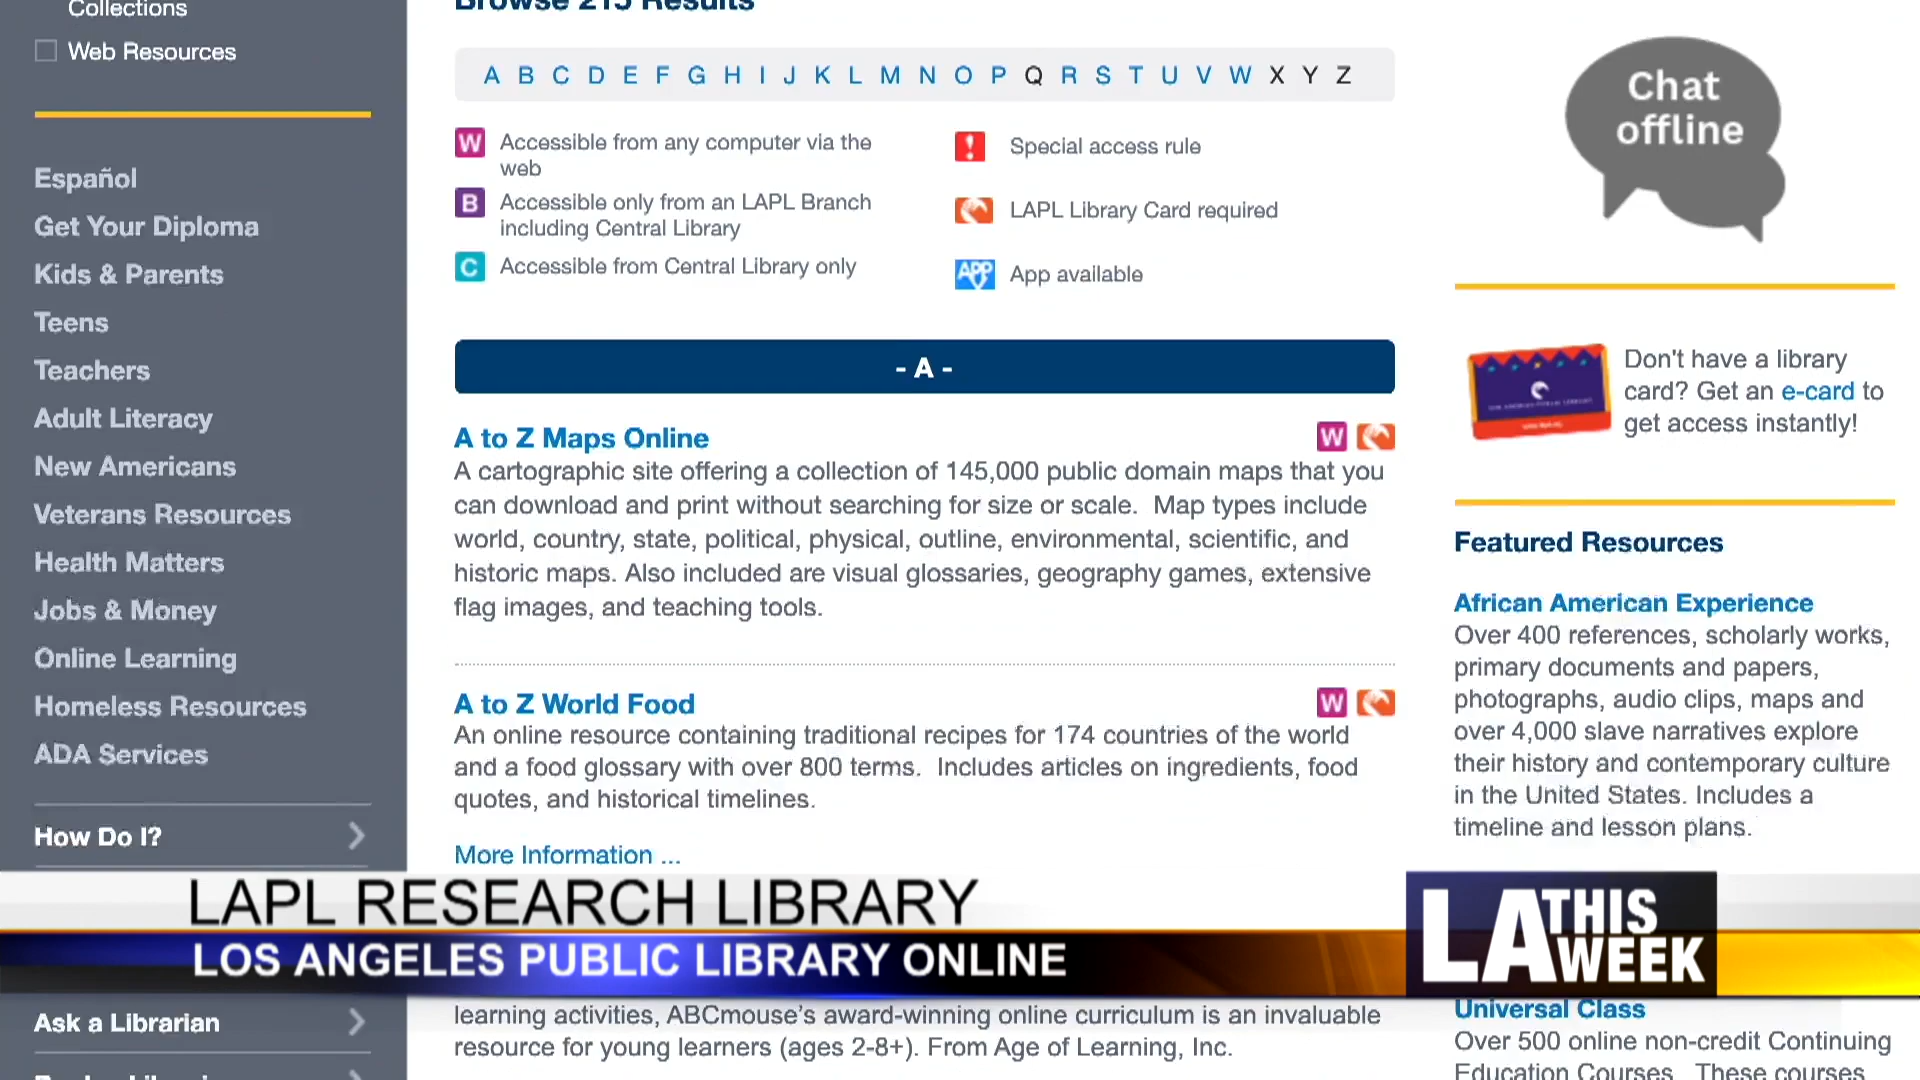 Collections
Web Resources
Español
Get Your Diploma
Kids & Parents
Teens
Teachers
Adult Literacy
New Americans
Veterans Resources
Health Matters
Jobs & Money
Online Learning
Homeless Resources
ADA Services
How Do I?
Ask a Librarian
Browse 215 Results
A B C D E F G H I J K L M N O P Q R S T U V W X Y Z
W Accessible from any computer via the
web
B Accessible only from an LAPL Branch
including Central Library
C Accessible from Central Library only
! Special access rule
LAPL Library Card required
APP App available
- A -
A to Z Maps Online W
A cartographic site offering a collection of 145,000 public domain maps that you
can download and print without searching for size or scale. Map types include
world, country, state, political, physical, outline, environmental, scientific, and
historic maps. Also included are visual glossaries, geography games, extensive
flag images, and teaching tools.
A to Z World Food W
An online resource containing traditional recipes for 174 countries of the world
and a food glossary with over 800 terms. Includes articles on ingredients, food
quotes, and historical timelines.
More Information ...
learning activities, ABCmouse's award-winning online curriculum is an invaluable
resource for young learners (ages 2-8+). From Age of Learning, Inc.
Chat
offline
Don't have a library
card? Get an e-card to
get access instantly!
Featured Resources
African American Experience
Over 400 references, scholarly works,
primary documents and papers,
photographs, audio clips, maps and
over 4,000 slave narratives explore
their history and contemporary culture
in the United States. Includes a
timeline and lesson plans.
Universal Class
Over 500 online non-credit Continuing
Education Courses. These courses
LAPL RESEARCH LIBRARY
LOS ANGELES PUBLIC LIBRARY ONLINE
LA THIS
WEEK